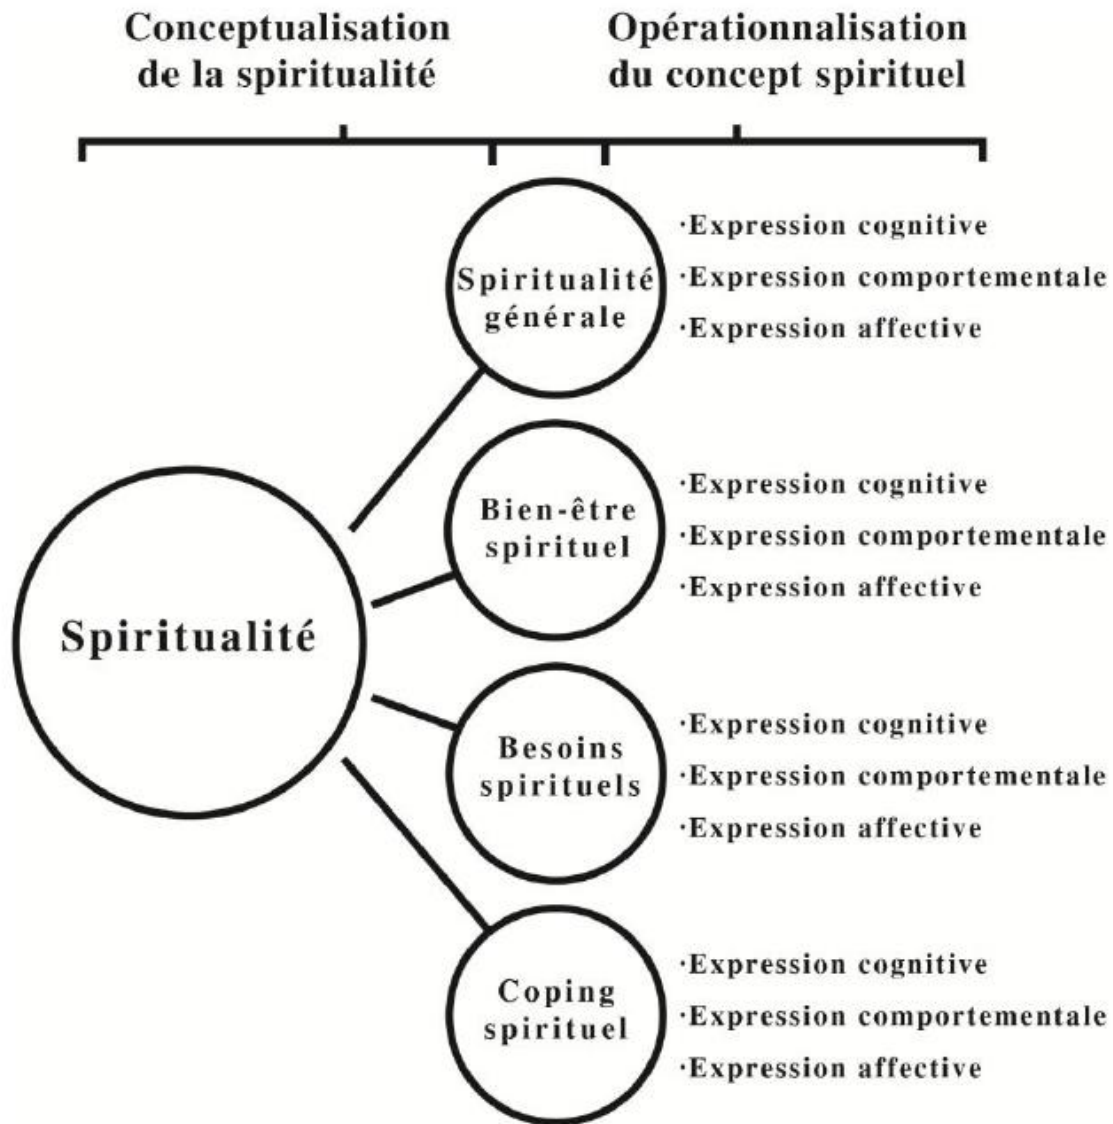 Conceptualisation
de la spiritualité
Opérationnalisation
du concept spirituel
Spiritualité
Spiritualité
générale
·Expression cognitive
·Expression comportementale
·Expression affective
Bien-être
spirituel
·Expression cognitive
·Expression comportementale
·Expression affective
Besoins
spirituels
·Expression cognitive
·Expression comportementale
·Expression affective
Coping
spirituel
·Expression cognitive
·Expression comportementale
·Expression affective